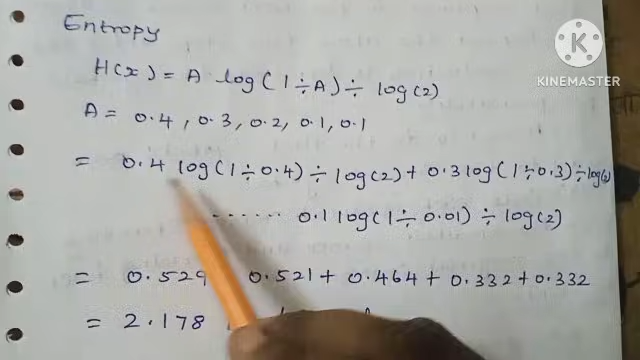 Entropy
KINEMASTER
H(x) = A log(1÷A) ÷ log(2)
A = 0.4, 0.3, 0.2, 0.1, 0.1
= 0.4 log(1÷0.4) ÷ log(2) + 0.3 log(1÷0.3) ÷ log(2)
...... 0.1 log(1÷0.01) ÷ log(2)
= 0.529 0.521 + 0.464 + 0.332 + 0.332
= 2.178